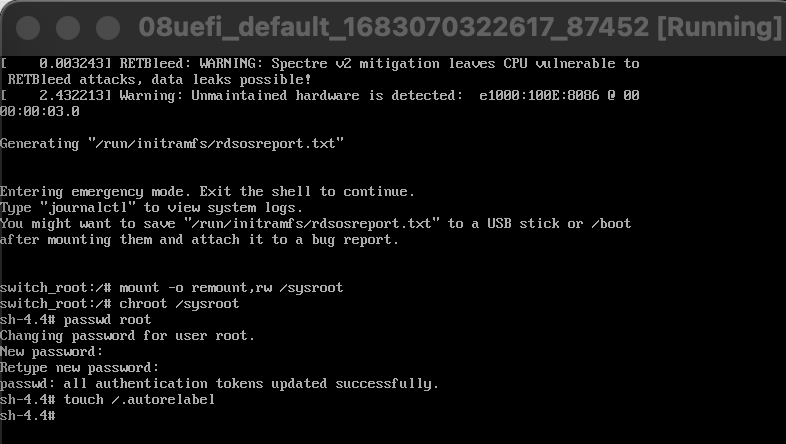 08uefi_default_1683070322617_87452 [Running]
[    0.003243] RETBleed: WARNING: Spectre v2 mitigation leaves CPU vulnerable to
 RETBleed attacks, data leaks possible!
[    2.432213] Warning: Unmaintained hardware is detected:  e1000:100E:8086 @ 00
00:00:03.0
Generating "/run/initramfs/rdsosreport.txt"
Entering emergency mode. Exit the shell to continue.
Type "journalctl" to view system logs.
You might want to save "/run/initramfs/rdsosreport.txt" to a USB stick or /boot
after mounting them and attach it to a bug report.
switch_root:/# mount -o remount,rw /sysroot
switch_root:/# chroot /sysroot
sh-4.4# passwd root
Changing password for user root.
New password:
Retype new password:
passwd: all authentication tokens updated successfully.
sh-4.4# touch /.autorelabel
sh-4.4#